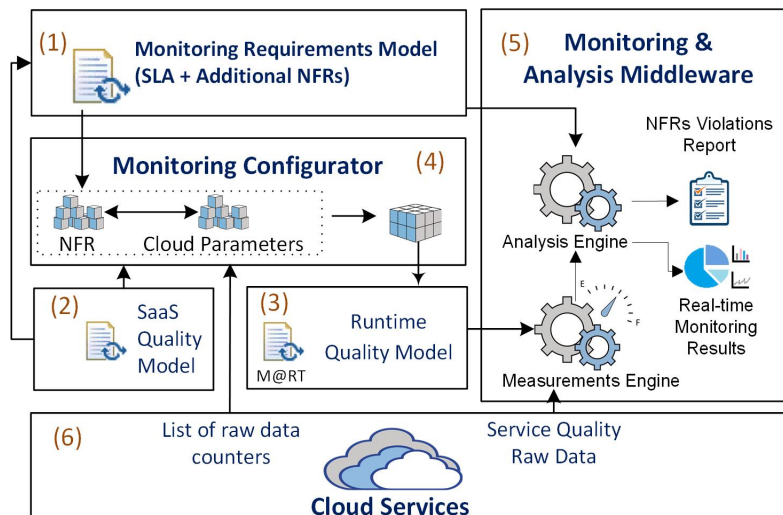 (1)
Monitoring Requirements Model
(SLA + Additional NFRs)
(5)
Monitoring &
Analysis Middleware
NFRs Violations
Report
Monitoring Configurator
(4)
NFR
Cloud Parameters
Analysis Engine
(2)
SaaS
Quality
Model
(3)
Runtime
Quality Model
M@RT
E
F
Real-time
Monitoring
Results
Measurements Engine
(6)
List of raw data
counters
Service Quality
Raw Data
Cloud Services